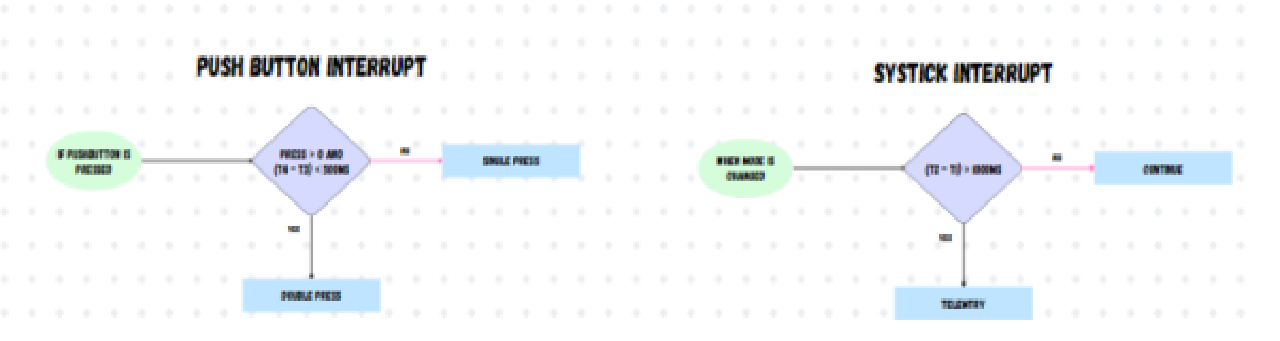 PUSH BUTTON INTERRUPT
IF PUSHBUTTON IS
PRESSED
PRESS > 0 AND
(T4 - T3) < 500MS
NO
SINGLE PRESS
YES
DOUBLE PRESS
SYSTICK INTERRUPT
WHEN MODE IS
CHANGED
(T2 - T1) > 1000MS
NO
CONTINUE
YES
TELEMTRY